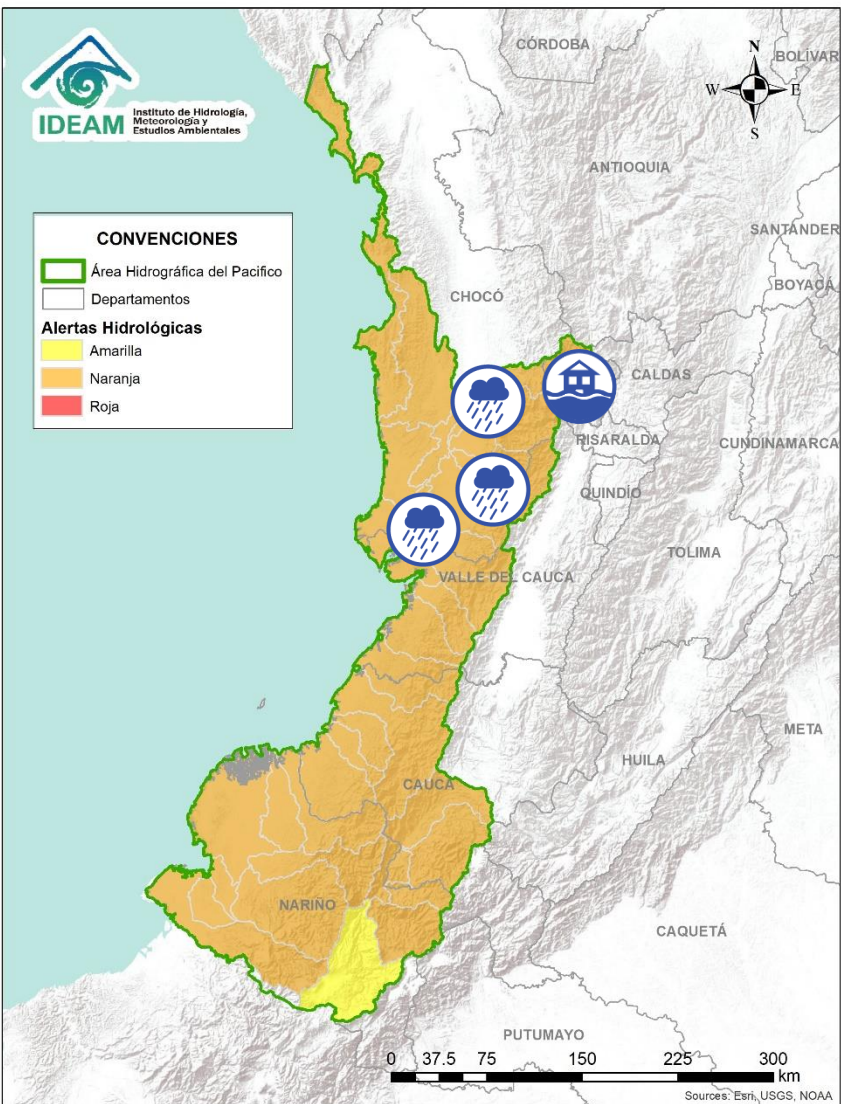 IDEAM
Instituto de Hidrología,
Meteorología y
Estudios Ambientales
CONVENCIONES
Área Hidrográfica del Pacifico
Departamentos
Alertas Hidrológicas
Amarilla
Naranja
Roja
N
W
E
S
CÓRDOBA
BOLÍVAR
ANTIOQUIA
SANTANDER
BOYACÁ
CHOCÓ
CALDAS
RISARALDA
CUNDINAMARCA
QUINDÍO
TOLIMA
VALLE DEL CAUCA
META
HUILA
CAUCA
NARIÑO
CAQUETÁ
PUTUMAYO
0 37.5 75 150 225 300
km
Sources: Esri, USGS, NOAA